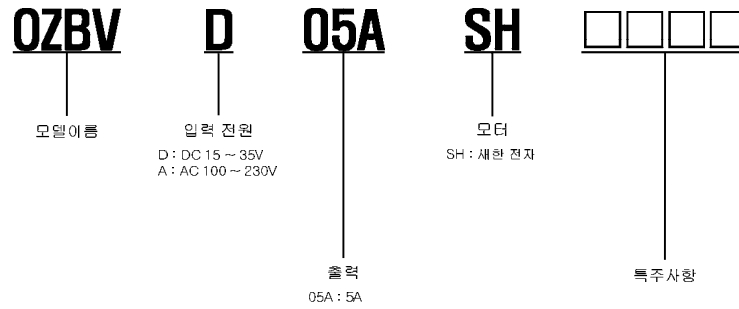 OZBV D 05A SH □□□□
모델이름 입력 전원 모터
D : DC 15 ~ 35V SH : 새한 전자
A : AC 100 ~ 230V
출력 특주사항
05A : 5A